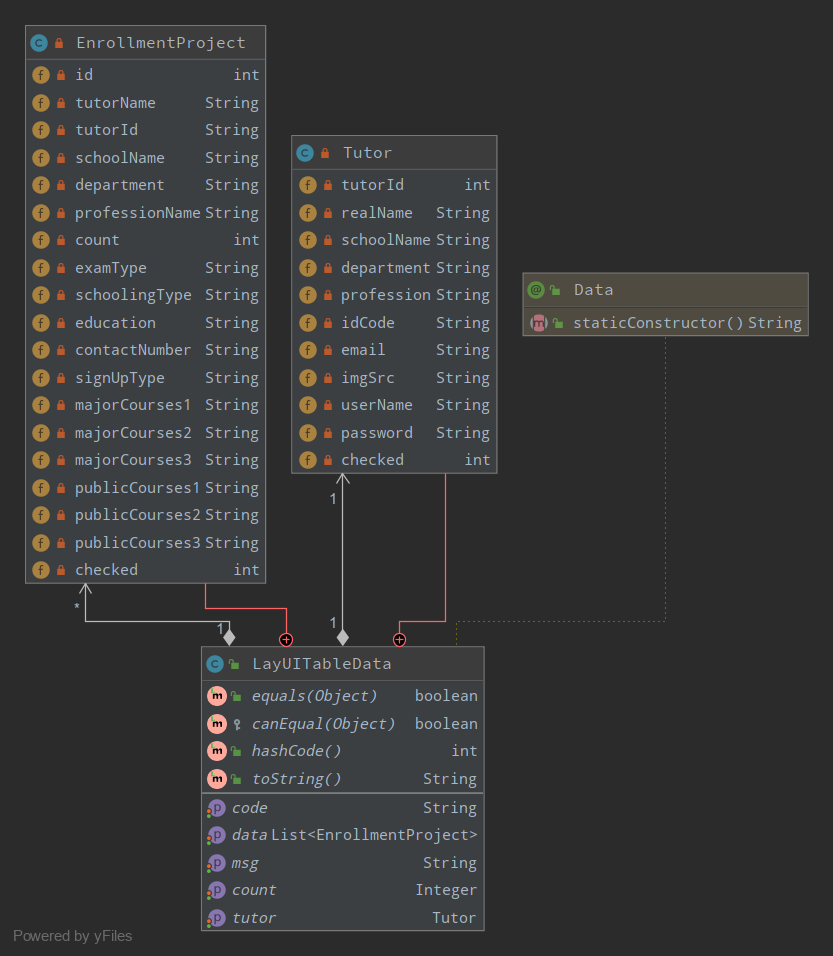 EnrollmentProject
id int
tutorName String
tutorId String
schoolName String
department String
professionName String
count int
examType String
schoolingType String
education String
contactNumber String
signUpType String
majorCourses1 String
majorCourses2 String
majorCourses3 String
publicCourses1 String
publicCourses2 String
publicCourses3 String
checked int
Tutor
tutorId int
realName String
schoolName String
department String
profession String
idCode String
email String
imgSrc String
userName String
password String
checked int
@ Data
staticConstructor() String
1
*
1
1
LayUITableData
equals(Object) boolean
canEqual(Object) boolean
hashCode() int
toString() String
code String
data List<EnrollmentProject>
msg String
count Integer
tutor Tutor
Powered by yFiles